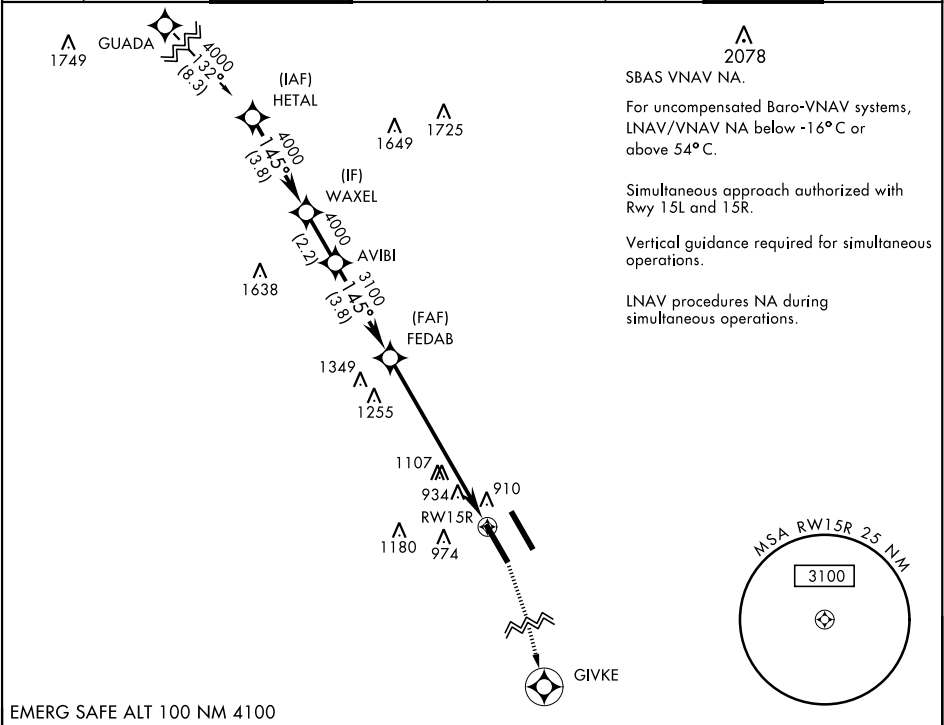 1749
GUADA
4000
132°
(8.3)
(IAF)
HETAL
4000
145°
(3.8)
1649
1725
(IF)
WAXEL
4000
(2.2)
AVIBI
1638
3100
145°
(3.8)
(FAF)
FEDAB
1349
1255
1107
934
910
RW15R
1180
974
GIVKE
2078
SBAS VNAV NA.
For uncompensated Baro-VNAV systems,
LNAV/VNAV NA below -16°C or
above 54°C.
Simultaneous approach authorized with
Rwy 15L and 15R.
Vertical guidance required for simultaneous
operations.
LNAV procedures NA during
simultaneous operations.
MSA RW15R 25 NM
3100
EMERG SAFE ALT 100 NM 4100